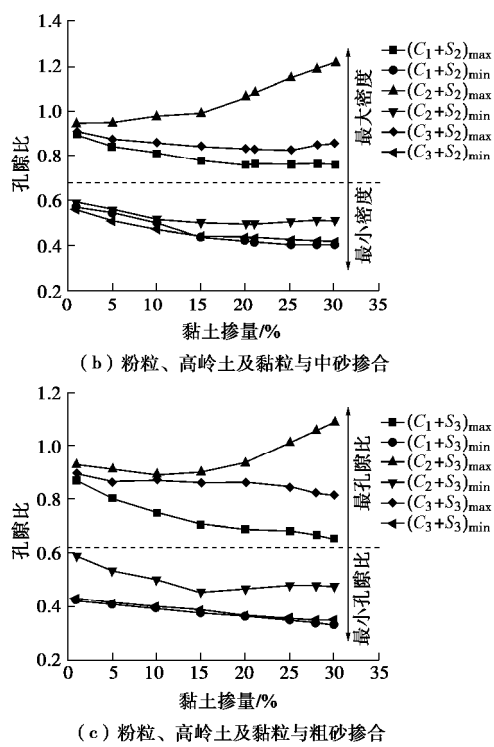 1.4
1.2
1.0
0.8
0.6
0.4
0.2
孔隙比
0 5 10 15 20 25 30 35
黏土掺量/%
最大密度
最小密度
(C1+S2)max
(C1+S2)min
(C2+S2)max
(C2+S2)min
(C3+S2)max
(C3+S2)min
(b) 粉粒、高岭土及黏粒与中砂掺合
1.2
1.0
0.8
0.6
0.4
0.2
孔隙比
0 5 10 15 20 25 30 35
黏土掺量/%
最孔隙比
最小孔隙比
(C1+S3)max
(C1+S3)min
(C2+S3)max
(C2+S3)min
(C3+S3)max
(C3+S3)min
(c) 粉粒、高岭土及黏粒与粗砂掺合